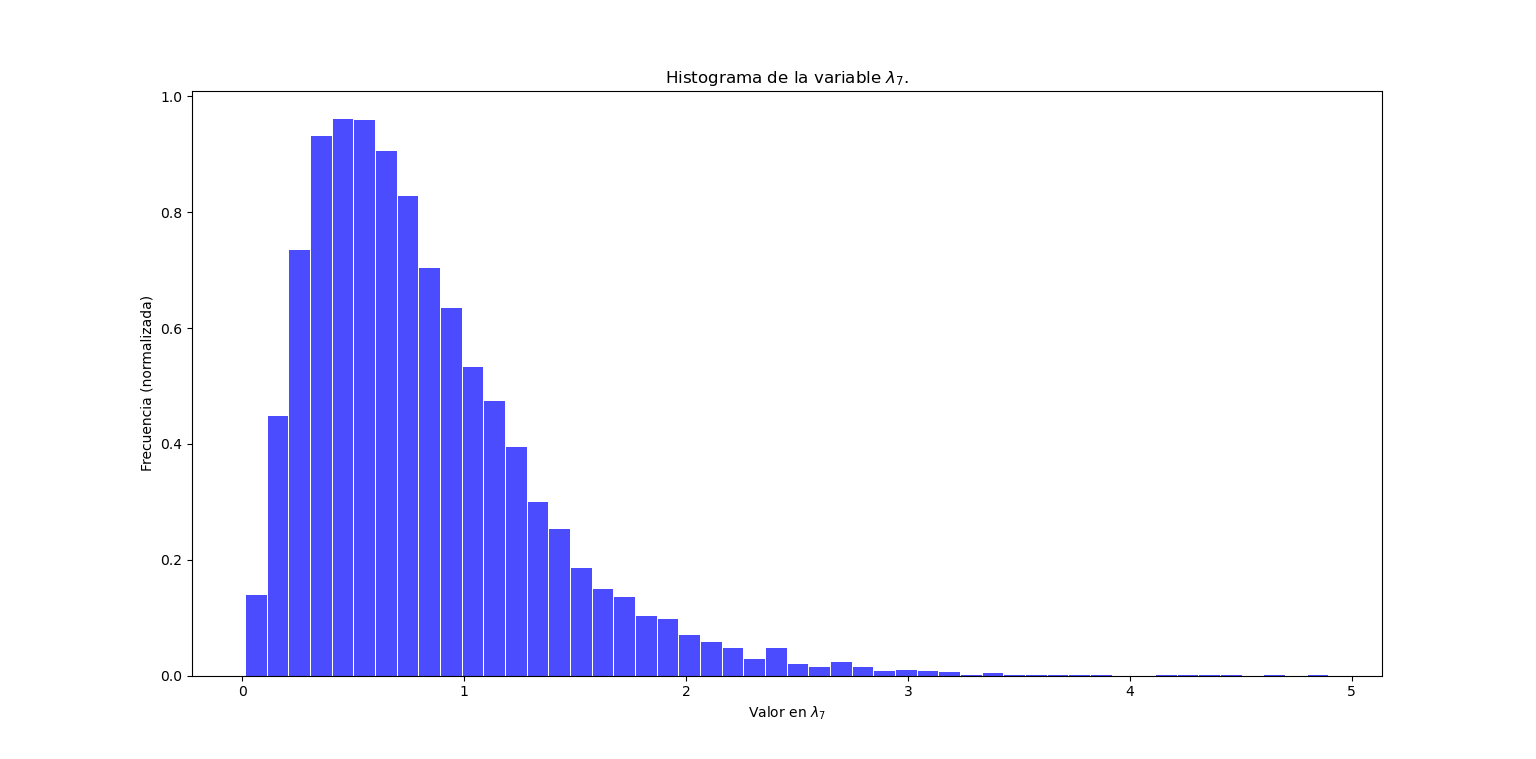 Histograma de la variable λ₇.
1.0
0.8
0.6
0.4
0.2
0.0
Frecuencia (normalizada)
0 1 2 3 4 5
Valor en λ₇